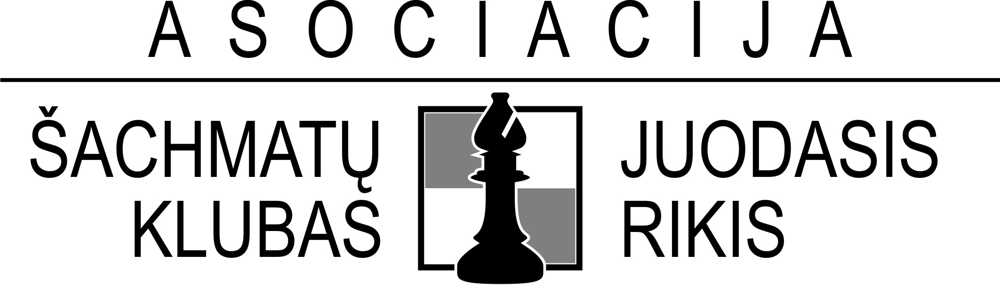 ASOCIACIJA
ŠACHMATŲ
KLUBAS
JUODASIS
RIKIS